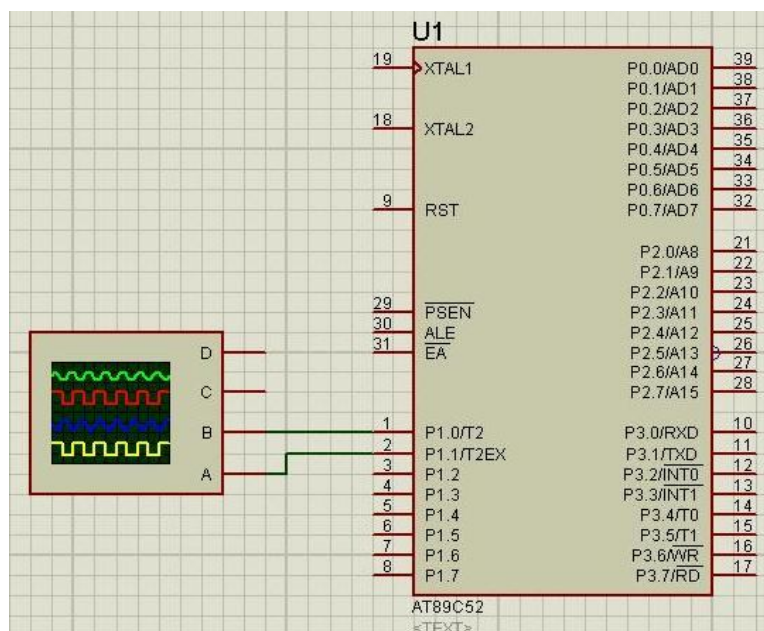 U1
19
XTAL1
18
XTAL2
9
RST
29
PSEN
30
ALE
31
EA
1
P1.0/T2
2
P1.1/T2EX
3
P1.2
4
P1.3
5
P1.4
6
P1.5
7
P1.6
8
P1.7
P0.0/AD0
39
P0.1/AD1
38
P0.2/AD2
37
P0.3/AD3
36
P0.4/AD4
35
P0.5/AD5
34
P0.6/AD6
33
P0.7/AD7
32
P2.0/A8
21
P2.1/A9
22
P2.2/A10
23
P2.3/A11
24
P2.4/A12
25
P2.5/A13
26
P2.6/A14
27
P2.7/A15
28
P3.0/RXD
10
P3.1/TXD
11
P3.2/INT0
12
P3.3/INT1
13
P3.4/T0
14
P3.5/T1
15
P3.6/WR
16
P3.7/RD
17
AT89C52
<TEXT>
D
C
B
A